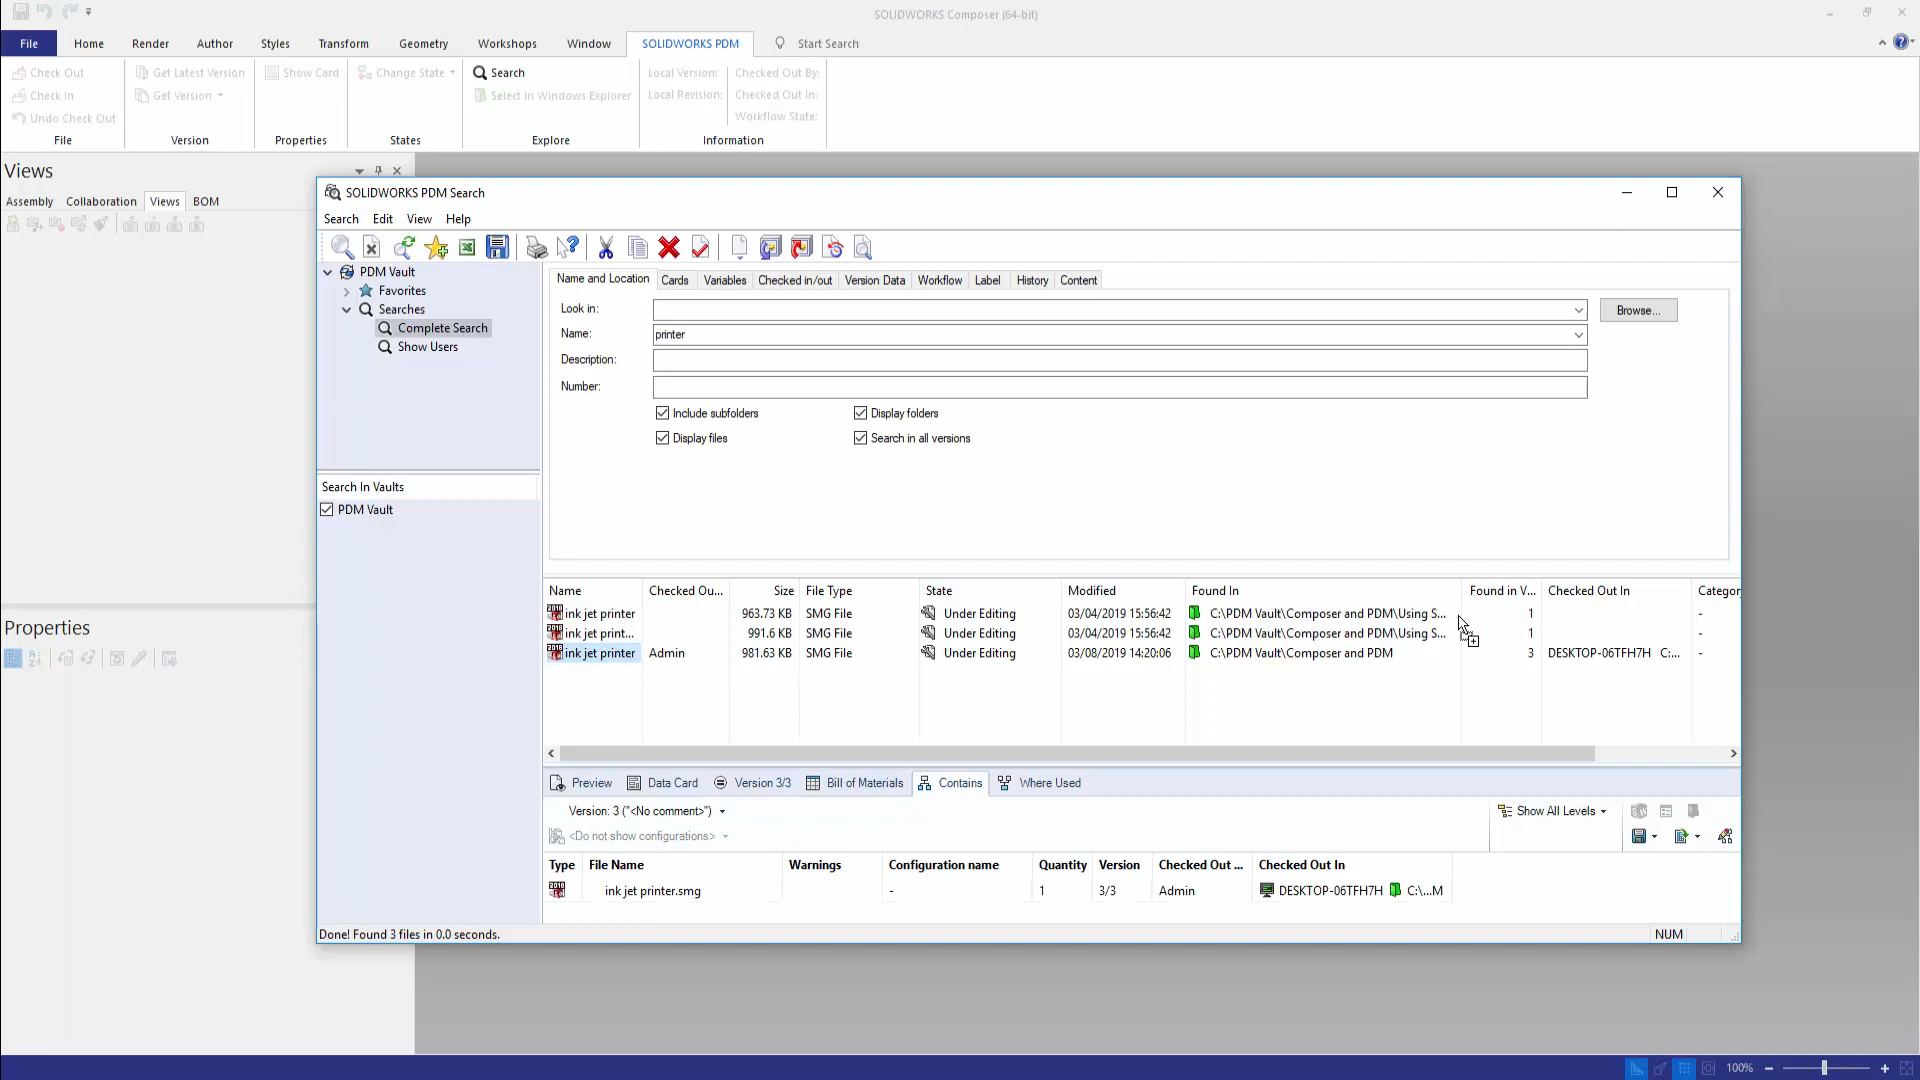 SOLIDWORKS Composer (64-bit)
File Home Render Author Styles Transform Geometry Workshops Window SOLIDWORKS PDM Start Search
Check Out Get Latest Version Show Card Change State Search Local Version: Checked Out By:
Check In Get Version Select in Windows Explorer Local Revision: Checked Out In:
Undo Check Out Workflow State:
File Version Properties States Explore Information
Views
Assembly Collaboration Views BOM
Properties
SOLIDWORKS PDM Search
Search Edit View Help
PDM Vault
Favorites
Searches
Complete Search
Show Users
Search In Vaults
PDM Vault
Name and Location Cards Variables Checked in/out Version Data Workflow Label History Content
Look in: Browse...
Name: printer
Description:
Number:
Include subfolders Display folders
Display files Search in all versions
Name Checked Ou... Size File Type State Modified Found In Found in V... Checked Out In Categor
ink jet printer 963.73 KB SMG File Under Editing 03/04/2019 15:56:42 C:\PDM Vault\Composer and PDM\Using S... 1 -
ink jet print... 991.6 KB SMG File Under Editing 03/04/2019 15:56:42 C:\PDM Vault\Composer and PDM\Using S... 1 -
ink jet printer Admin 981.63 KB SMG File Under Editing 03/08/2019 14:20:06 C:\PDM Vault\Composer and PDM 3 DESKTOP-06TFH7H C:... -
Preview Data Card Version 3/3 Bill of Materials Contains Where Used
Version: 3 ("<No comment>") Show All Levels
<Do not show configurations>
Type File Name Warnings Configuration name Quantity Version Checked Out ... Checked Out In
ink jet printer.smg - 1 3/3 Admin DESKTOP-06TFH7H C:\...M
Done! Found 3 files in 0.0 seconds. NUM
100%